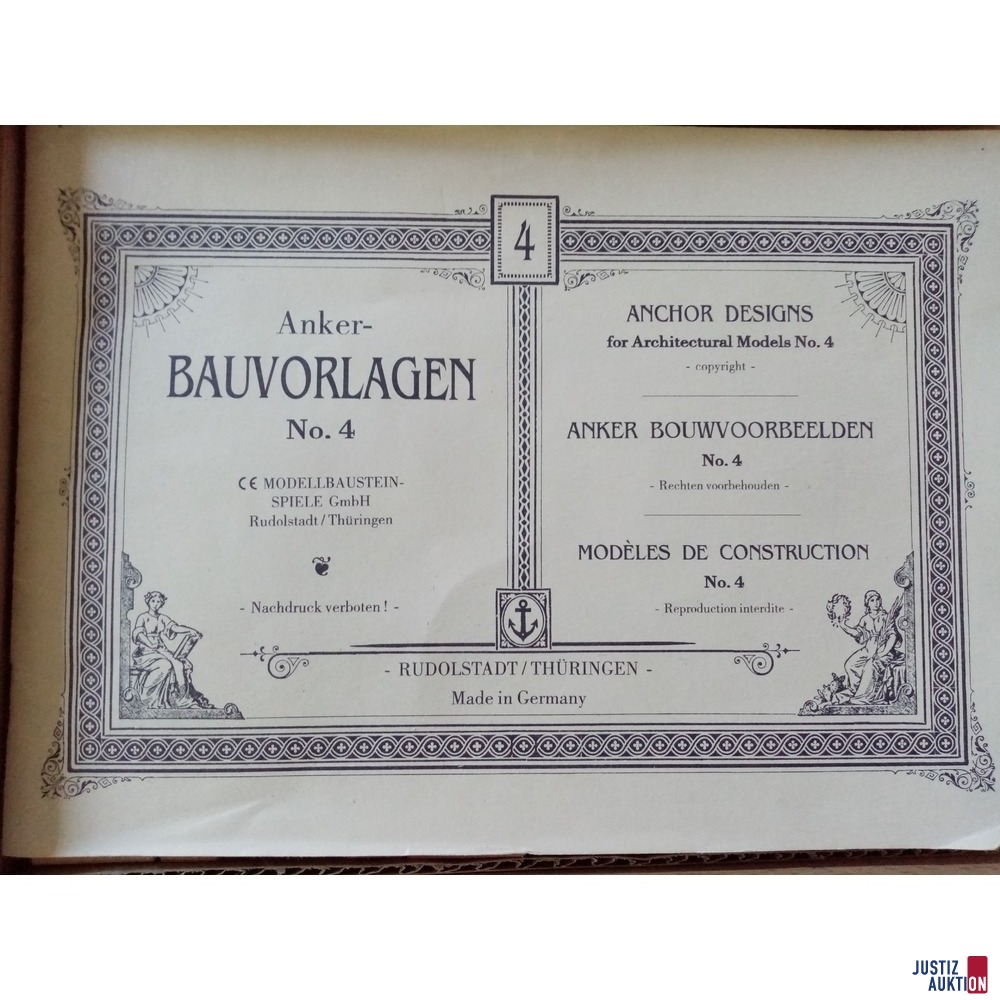 4
Anker-
BAUVORLAGEN
No. 4
CE MODELLBAUSTEIN-
SPIELE GmbH
Rudolstadt/Thüringen
- Nachdruck verboten! -
ANCHOR DESIGNS
for Architectural Models No. 4
- copyright -
ANKER BOUWVOORBEELDEN
No. 4
- Rechten voorbehouden -
MODÈLES DE CONSTRUCTION
No. 4
- Reproduction interdite -
- RUDOLSTADT/THÜRINGEN -
Made in Germany
JUSTIZ
AUKTION